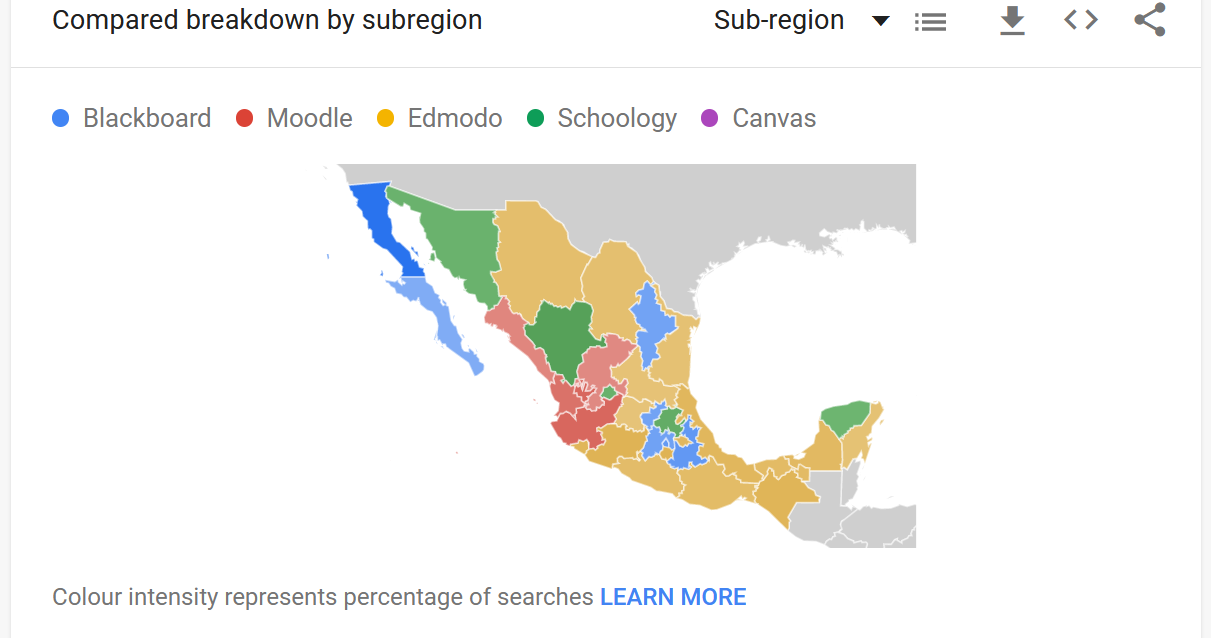 Compared breakdown by subregion Sub-region
Blackboard Moodle Edmodo Schoology Canvas
Colour intensity represents percentage of searches LEARN MORE